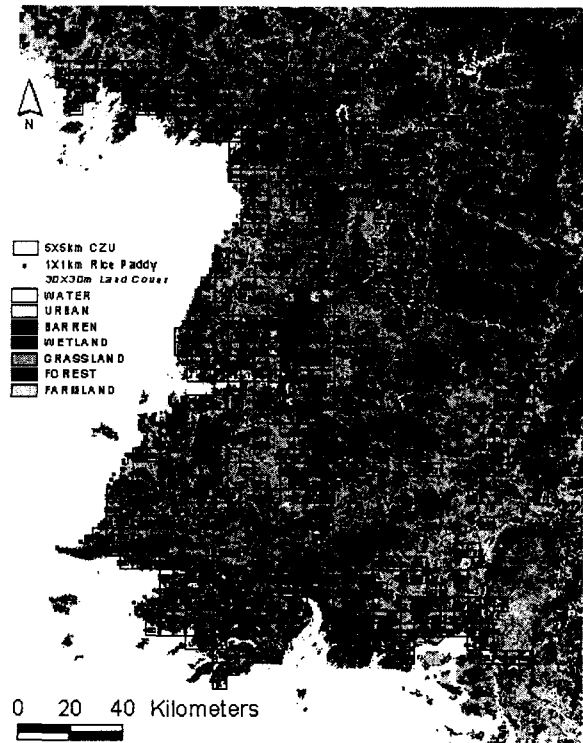 N
5X5km CZU
1X1km Rice Paddy
30X30m Land Cover
WATER
URBAN
BARREN
WETLAND
GRASSLAND
FOREST
FARMLAND
0 20 40 Kilometers